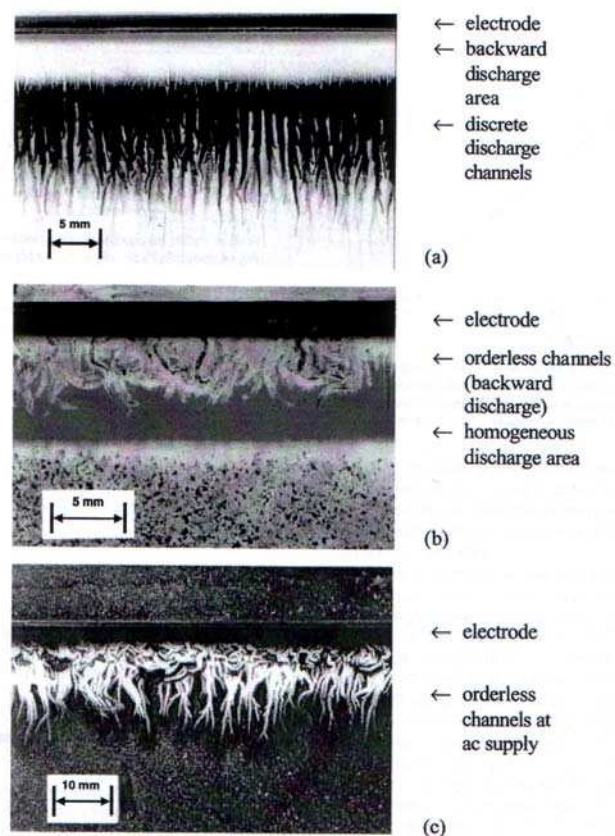 ← electrode
← backward
discharge
area
← discrete
discharge
channels
5 mm
(a)
← electrode
← orderless channels
(backward
discharge)
← homogeneous
discharge area
5 mm
(b)
← electrode
← orderless
channels at
ac supply
10 mm
(c)